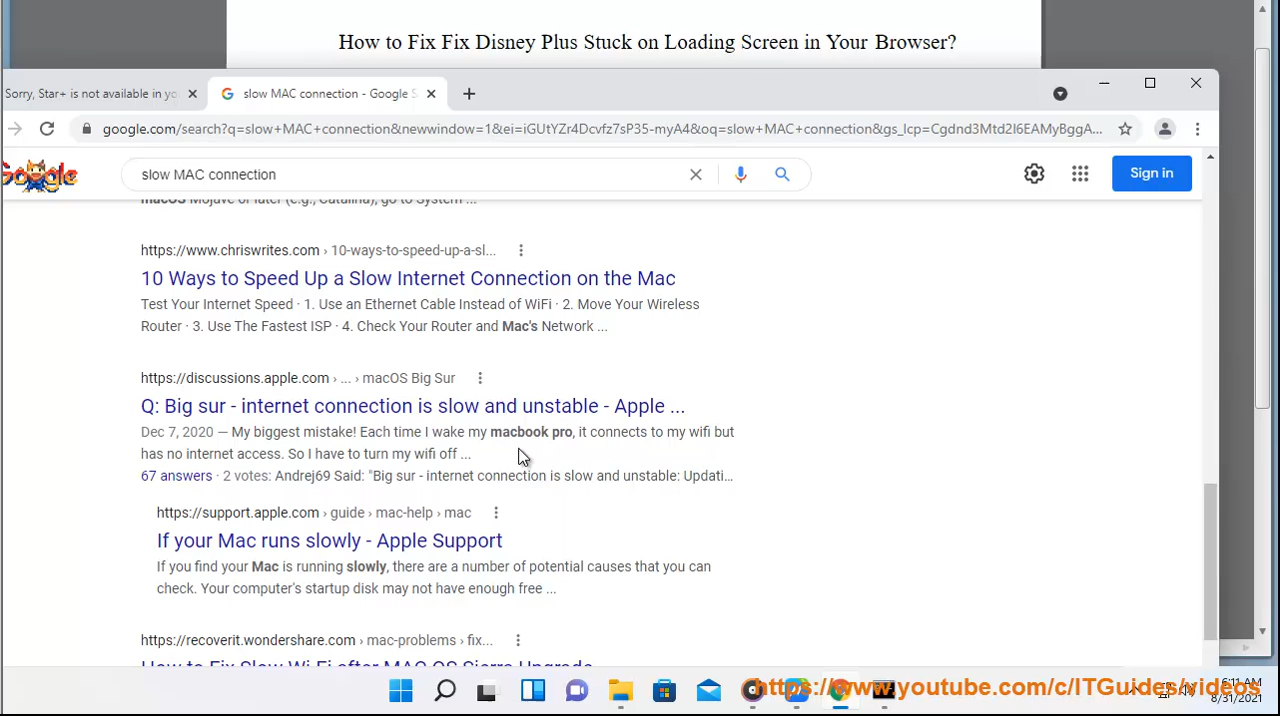 How to Fix Fix Disney Plus Stuck on Loading Screen in Your Browser?
Sorry, Star+ is not available in yo
slow MAC connection - Google S
google.com/search?q=slow+MAC+connection&newwindow=1&ei=iGUtYZr4Dcvfz7sP35-myA4&oq=slow+MAC+connection&gs_lcp=Cgdnd3Mtd2l6EAMyBggA...
Google
slow MAC connection
Sign in
macOS Mojave or later (e.g., Catalina), go to System ...
https://www.chriswrites.com › 10-ways-to-speed-up-a-sl...
10 Ways to Speed Up a Slow Internet Connection on the Mac
Test Your Internet Speed · 1. Use an Ethernet Cable Instead of WiFi · 2. Move Your Wireless
Router · 3. Use The Fastest ISP · 4. Check Your Router and Mac's Network ...
https://discussions.apple.com › ... › macOS Big Sur
Q: Big sur - internet connection is slow and unstable - Apple ...
Dec 7, 2020 — My biggest mistake! Each time I wake my macbook pro, it connects to my wifi but
has no internet access. So I have to turn my wifi off ...
67 answers · 2 votes: Andrej69 Said: "Big sur - internet connection is slow and unstable: Updati...
https://support.apple.com › guide › mac-help › mac
If your Mac runs slowly - Apple Support
If you find your Mac is running slowly, there are a number of potential causes that you can
check. Your computer's startup disk may not have enough free ...
https://recoverit.wondershare.com › mac-problems › fix...
How to Fix Slow Wi-Fi after MAC OS Sierra Upgrade
https://www.youtube.com/c/ITGuides/videos
6:11 AM
8/31/2021